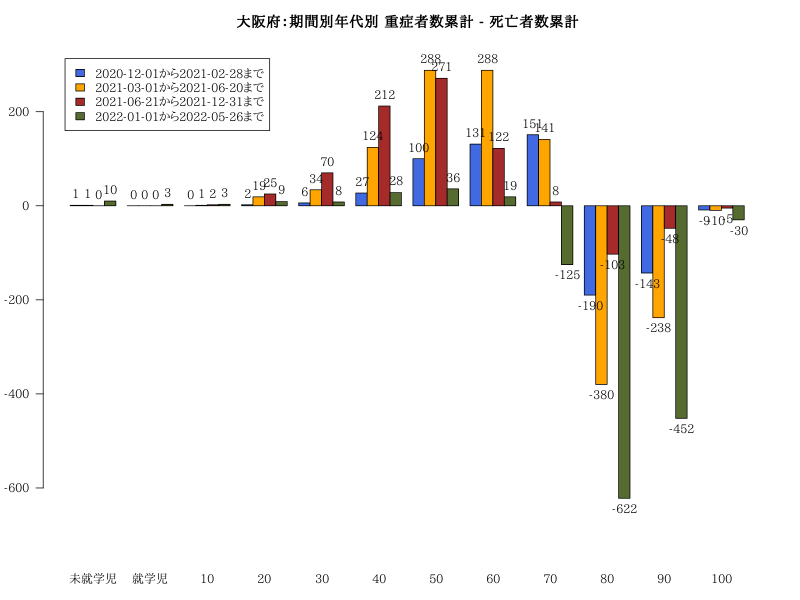 大阪府：期間別年代別 重症者数累計 - 死亡者数累計
2020-12-01から2021-02-28まで
2021-03-01から2021-06-20まで
2021-06-21から2021-12-31まで
2022-01-01から2022-05-26まで
200
0
-200
-400
-600
1 1 0 10
0 0 0 3
0 1 2 3
2 19 25 9
6 34 70 8
27 124 212 28
100 288 271 36
131 288 122 19
151 141 8 -125
-190 -380 -103 -622
-143 -238 -48 -452
-9 -10 -5 -30
未就学児 就学児 10 20 30 40 50 60 70 80 90 100